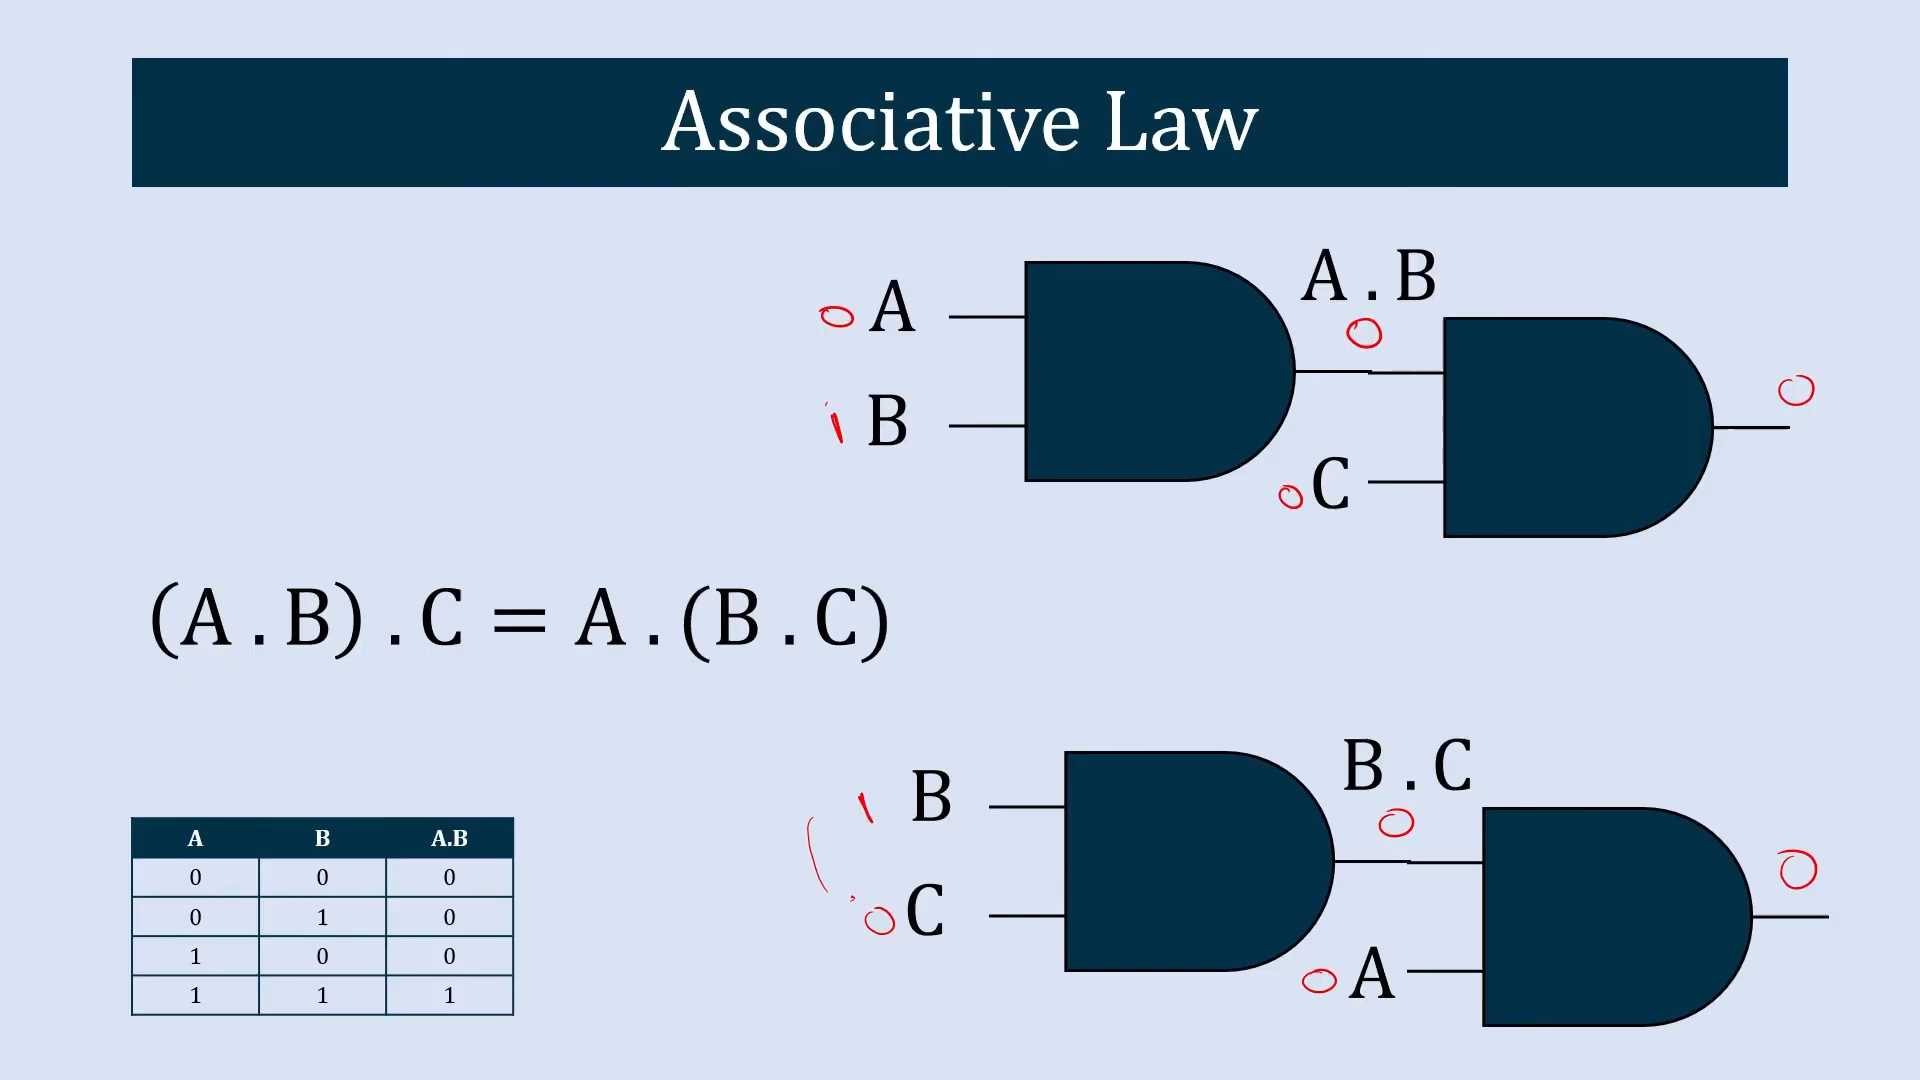 Associative Law
A . B
0 A
0
0
1 B
0 C
(A . B) . C = A . (B . C)
B . C
1 B
0
0
0 C
0 A
A B A.B
0 0 0
0 1 0
1 0 0
1 1 1